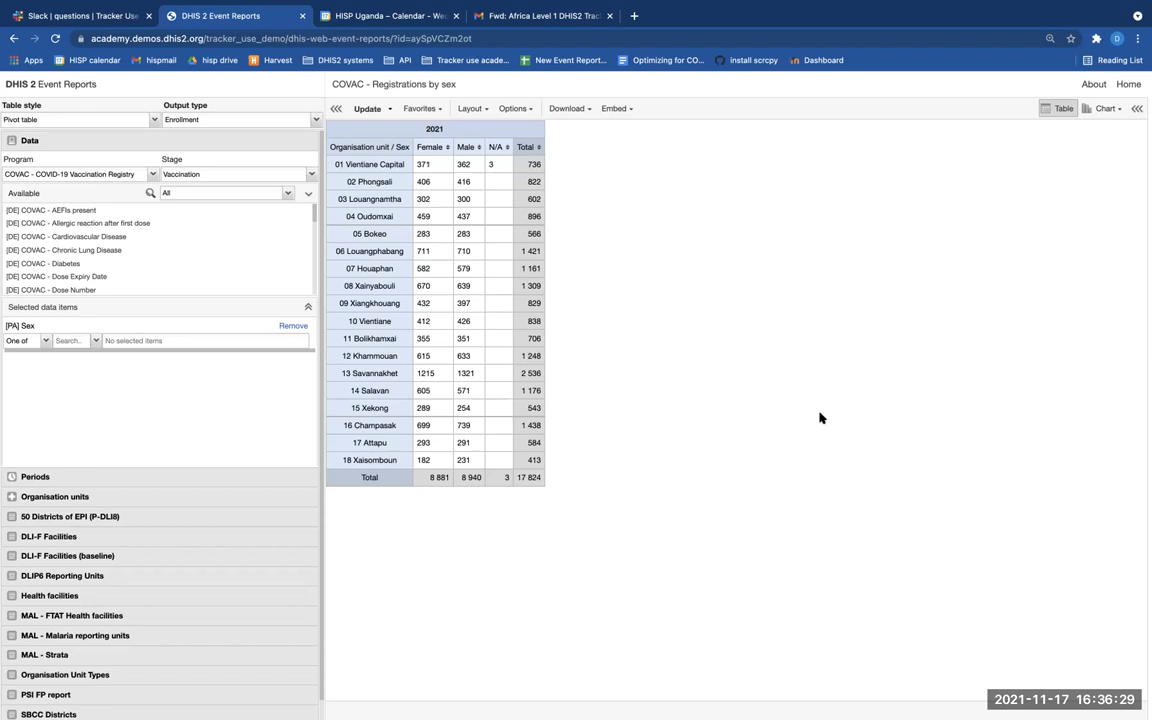 Slack | questions | Tracker Use
DHIS 2 Event Reports
HISP Uganda – Calendar - We
Fwd: Africa Level 1 DHIS2 Trac
academy.demos.dhis2.org/tracker_use_demo/dhis-web-event-reports/?id=aySpVCZm2ot
Apps HISP calendar hispmail hisp drive Harvest DHIS2 systems API Tracker use acade... New Event Report... Optimizing for CO... install scrcpy Dashboard Reading List
DHIS 2 Event Reports
COVAC - Registrations by sex
About Home
Table style Output type
Pivot table Enrollment
Update Favorites Layout Options Download Embed Table Chart
Data
Program Stage
COVAC - COVID-19 Vaccination Registry Vaccination
Available All
[DE] COVAC - AEFIs present
[DE] COVAC - Allergic reaction after first dose
[DE] COVAC - Cardiovascular Disease
[DE] COVAC - Chronic Lung Disease
[DE] COVAC - Diabetes
[DE] COVAC - Dose Expiry Date
[DE] COVAC - Dose Number
Selected data items
[PA] Sex Remove
One of Search.. No selected items
Periods
Organisation units
50 Districts of EPI (P-DLI8)
DLI-F Facilities
DLI-F Facilities (baseline)
DLIP6 Reporting Units
Health facilities
MAL - FTAT Health facilities
MAL - Malaria reporting units
MAL - Strata
Organisation Unit Types
PSI FP report
SBCC Districts
2021
Organisation unit / Sex Female Male N/A Total
01 Vientiane Capital 371 362 3 736
02 Phongsali 406 416 822
03 Louangnamtha 302 300 602
04 Oudomxai 459 437 896
05 Bokeo 283 283 566
06 Louangphabang 711 710 1 421
07 Houaphan 582 579 1 161
08 Xainyabouli 670 639 1 309
09 Xiangkhouang 432 397 829
10 Vientiane 412 426 838
11 Bolikhamxai 355 351 706
12 Khammouan 615 633 1 248
13 Savannakhet 1215 1321 2 536
14 Salavan 605 571 1 176
15 Xekong 289 254 543
16 Champasak 699 739 1 438
17 Attapu 293 291 584
18 Xaisomboun 182 231 413
Total 8 881 8 940 3 17 824
2021-11-17 16:36:29